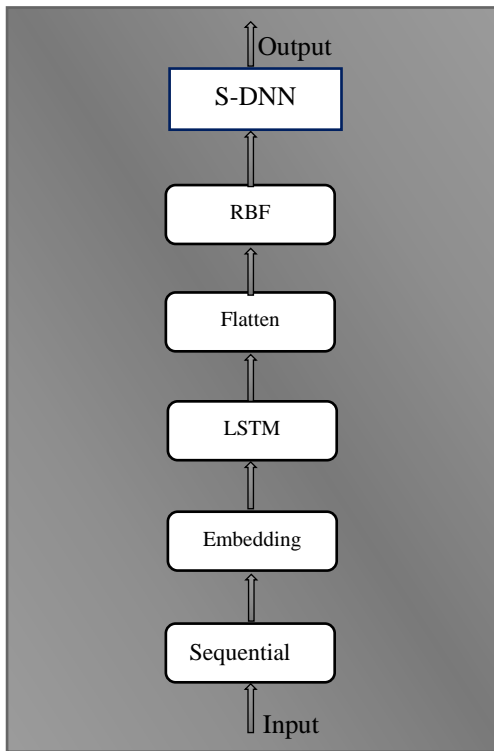 Output
S-DNN
RBF
Flatten
LSTM
Embedding
Sequential
Input